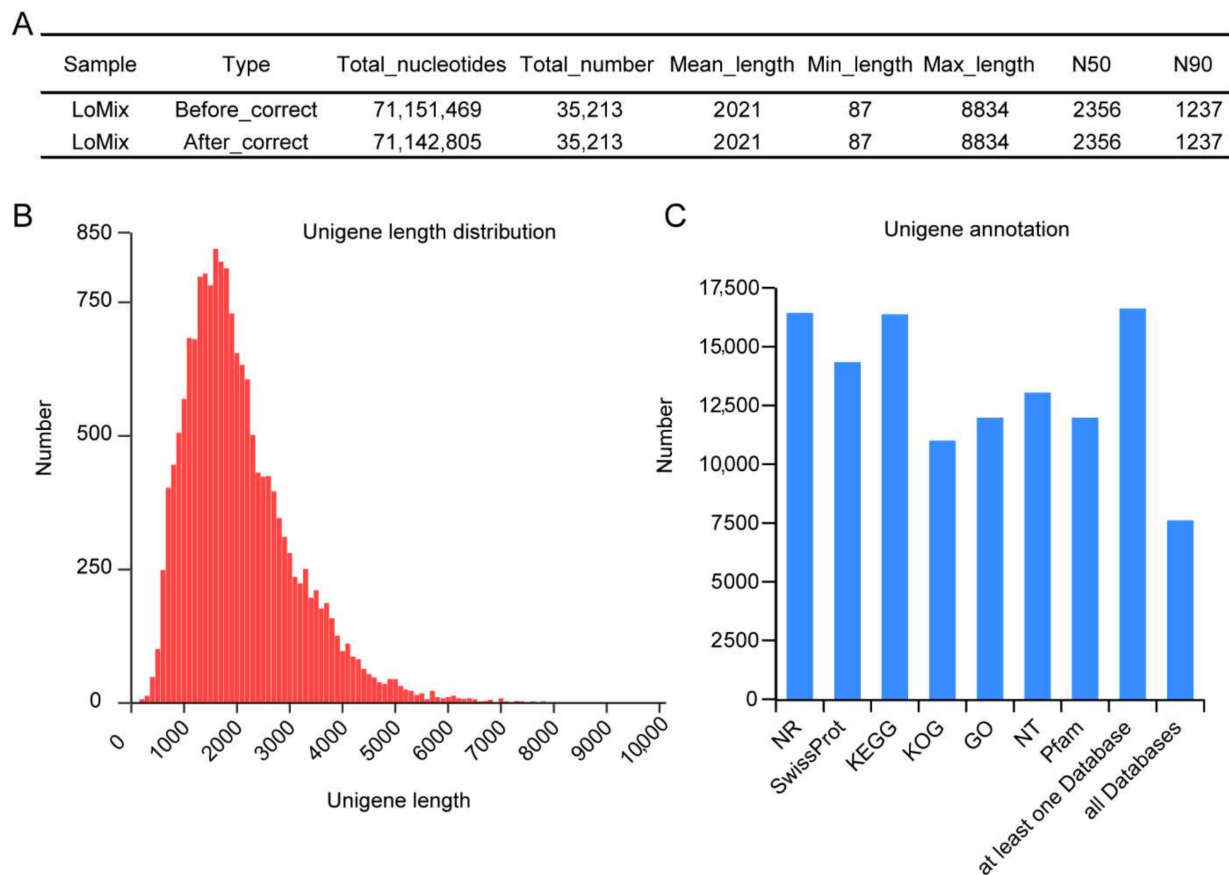 A
Sample Type Total_nucleotides Total_number Mean_length Min_length Max_length N50 N90
LoMix Before_correct 71,151,469 35,213 2021 87 8834 2356 1237
LoMix After_correct 71,142,805 35,213 2021 87 8834 2356 1237
B
Unigene length distribution
850
750
500
250
0
Number
0 1000 2000 3000 4000 5000 6000 7000 8000 9000 10,000
Unigene length
C
Unigene annotation
17,500
15,000
12,500
10,000
7500
5000
2500
0
Number
NR SwissProt KEGG KOG GO NT Pfam at least one Database all Databases